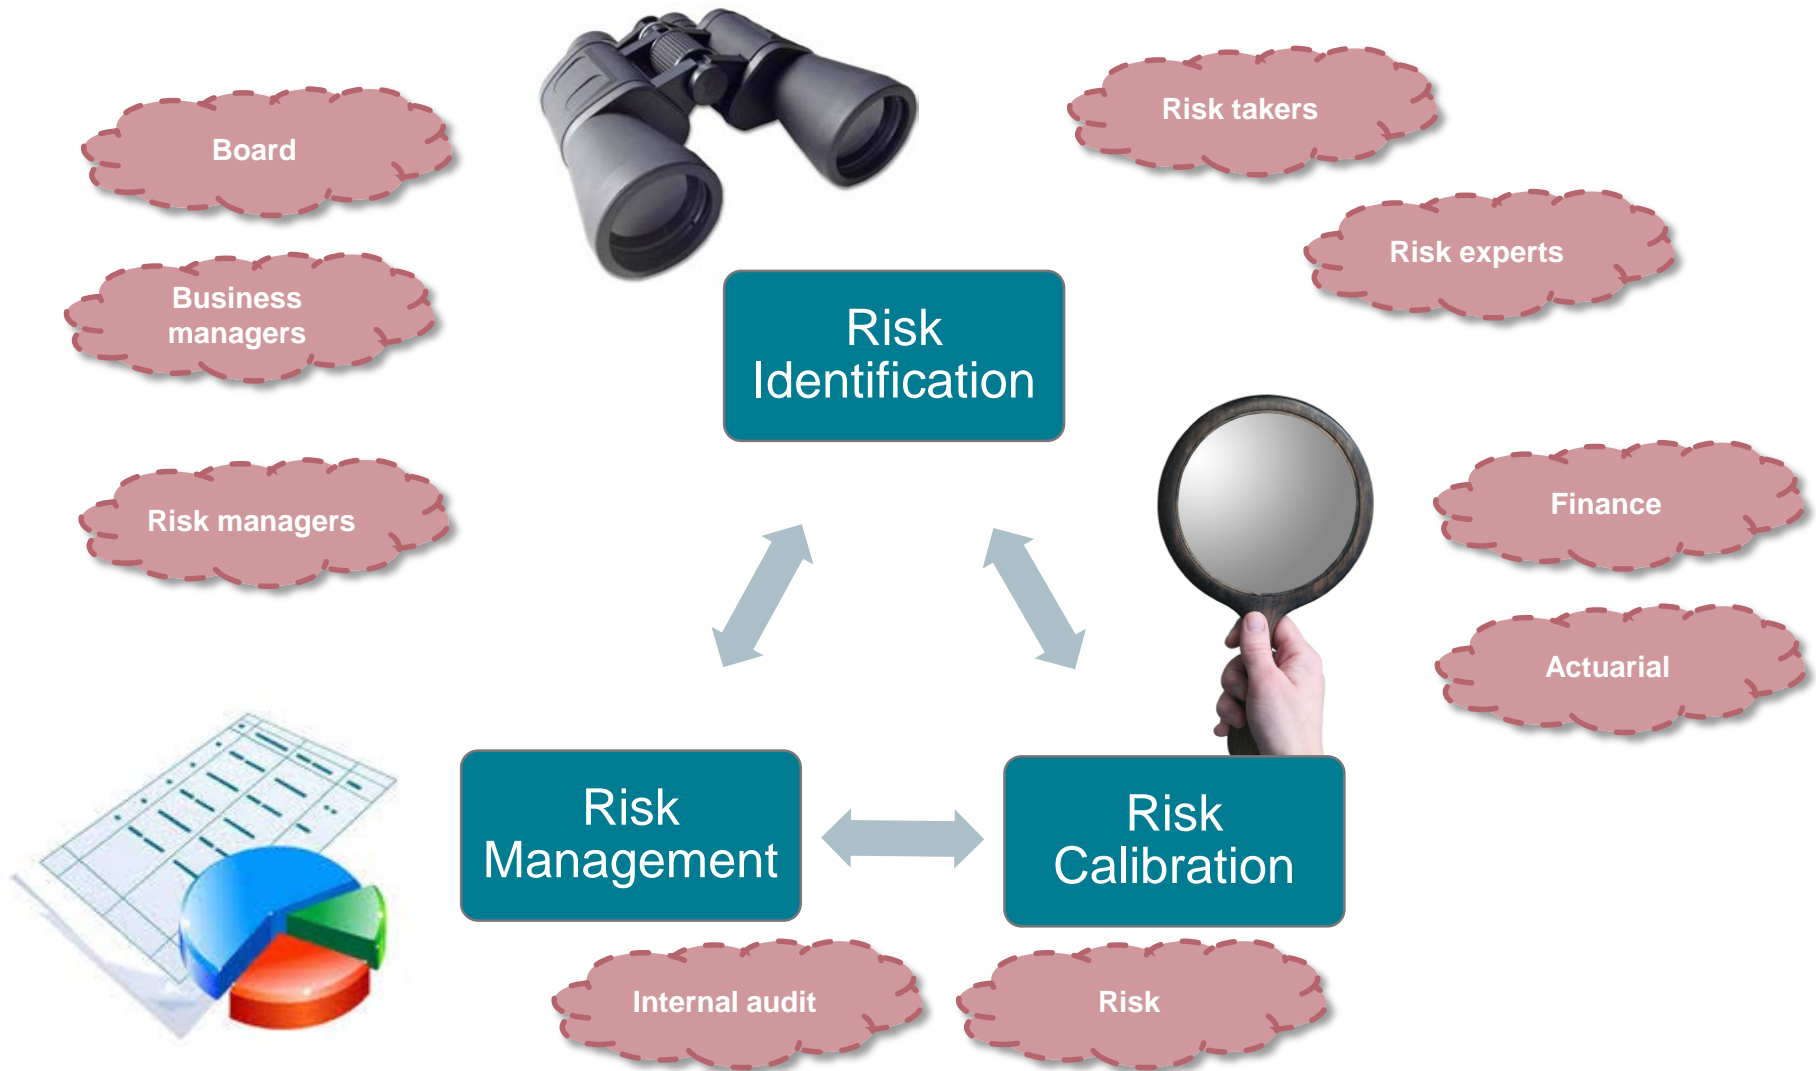 Board
Risk takers
Risk experts
Business
managers
Risk
Identification
Risk managers
Finance
Actuarial
Risk
Management
Risk
Calibration
Internal audit
Risk